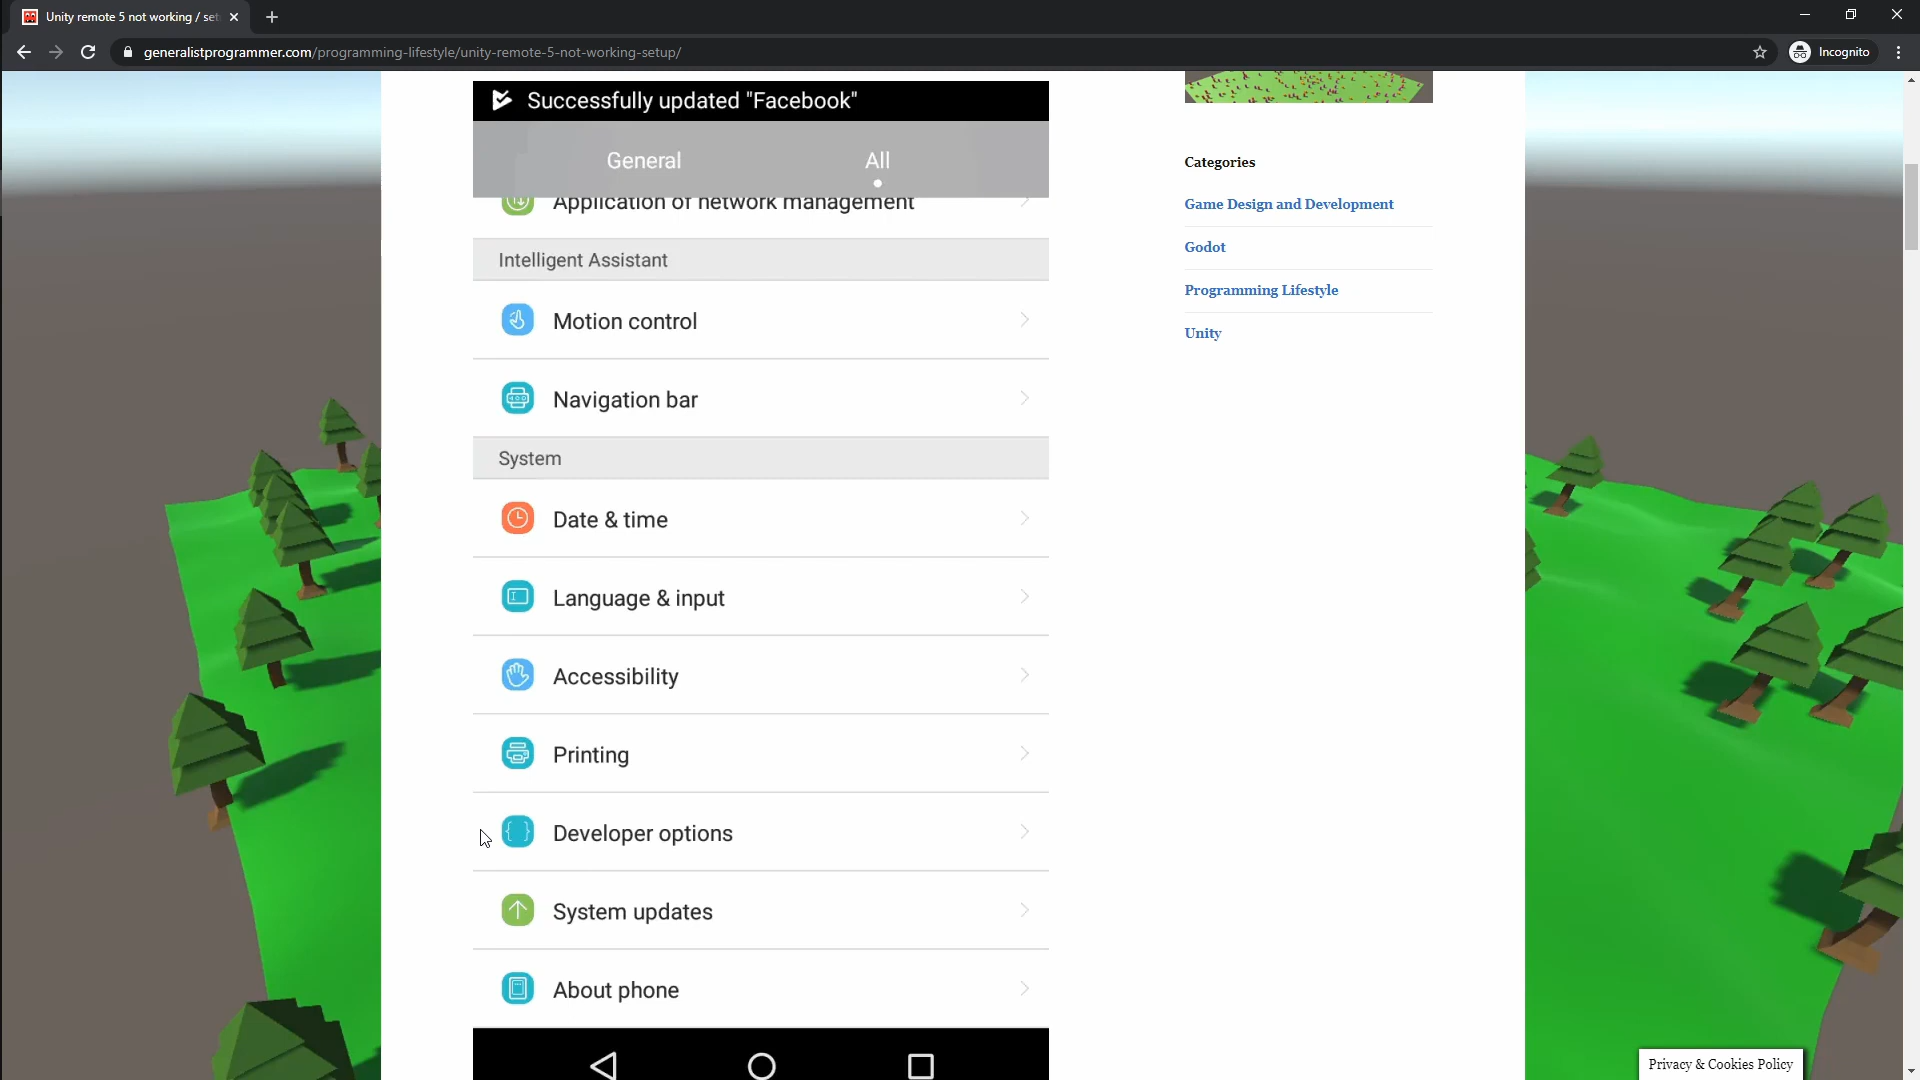 Unity remote 5 not working / set
Incognito
generalistprogrammer.com/programming-lifestyle/unity-remote-5-not-working-setup/
Successfully updated "Facebook"
General
All
Application of network management
Intelligent Assistant
Motion control
Navigation bar
System
Date & time
Language & input
Accessibility
Printing
Developer options
System updates
About phone
Categories
Game Design and Development
Godot
Programming Lifestyle
Unity
Privacy & Cookies Policy